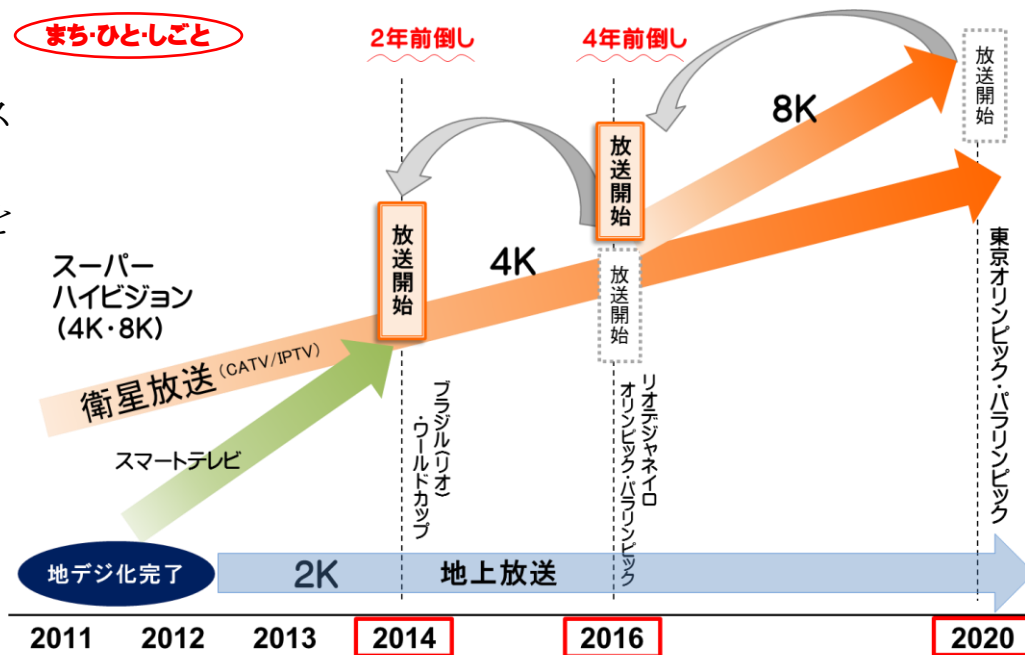 まち・ひと・しごと
2年前倒し
4年前倒し
ス
ど
放送開始
8K
放送開始
放送開始
4K
放送開始
スーパー
ハイビジョン
(4K・8K)
衛星放送(CATV/IPTV)
スマートテレビ
ブラジル(リオ)
・ワールドカップ
リオデジャネイロ
オリンピック・パラリンピック
東京オリンピック・パラリンピック
地デジ化完了
2K 地上放送
2011 2012 2013 2014 2016 2020